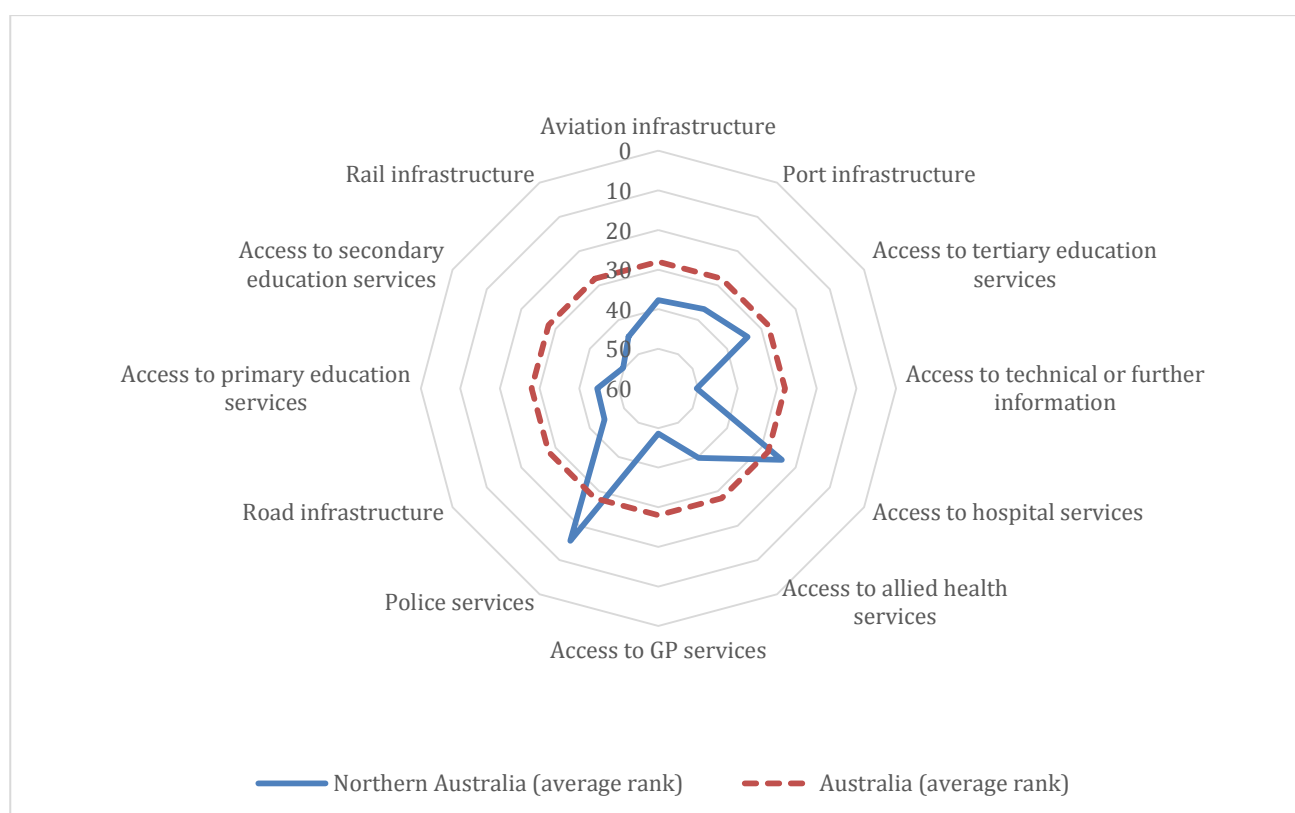 Aviation infrastructure
0
Rail infrastructure
Port infrastructure
10
20
30
40
50
60
Access to secondary
education services
Access to tertiary education
services
Access to primary education
services
Access to technical or further
information
Road infrastructure
Access to hospital services
Police services
Access to allied health
services
Access to GP services
Northern Australia (average rank)
Australia (average rank)